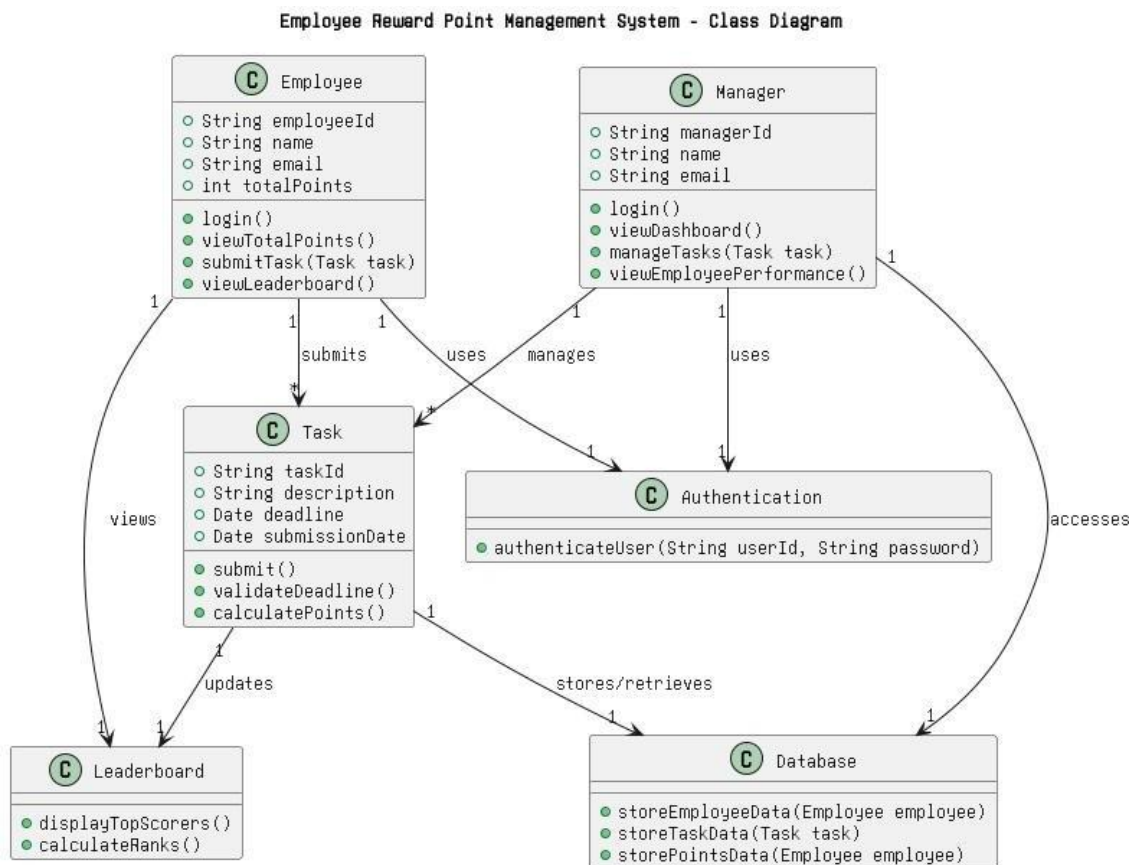 Employee Reward Point Management System - Class Diagram
C Employee
String employeeId
String name
String email
int totalPoints
login()
viewTotalPoints()
submitTask(Task task)
viewLeaderboard()
C Manager
String managerId
String name
String email
login()
viewDashboard()
manageTasks(Task task)
viewEmployeePerformance()
1
1
1
1
1
1
submits
uses
manages
uses
*
*
1
1
C Task
String taskId
String description
Date deadline
Date submissionDate
submit()
validateDeadline()
calculatePoints()
C Authentication
authenticateUser(String userId, String password)
views
accesses
1
1
updates
stores/retrieves
1
1
1
1
C Leaderboard
displayTopScorers()
calculateRanks()
C Database
storeEmployeeData(Employee employee)
storeTaskData(Task task)
storePointsData(Employee employee)